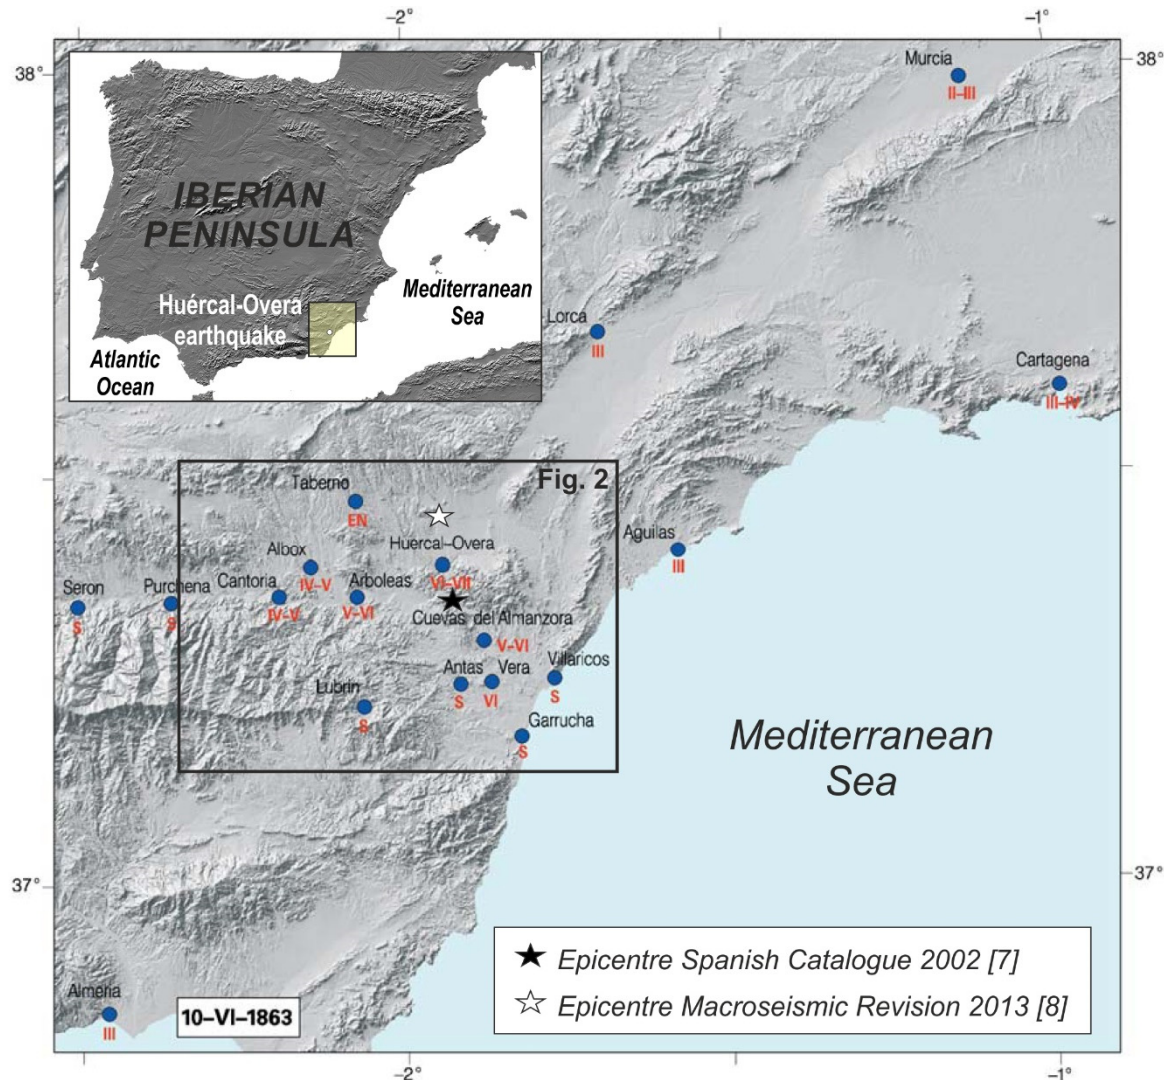 -2°
-1°
38°
38°
Murcia
II–III
IBERIAN
PENINSULA
Huércal-Overa
earthquake
Mediterranean
Sea
Atlantic
Ocean
Lorca
III
Cartagena
III–IV
Fig. 2
Taberno
EN
Huercal–Overa
VI–VII
Aguilas
III
Albox
IV–V
Seron
S
Purchena
S
Cantoria
IV–V
Arboleas
V–VI
Cuevas del Almanzora
V–VI
Antas
S
Vera
VI
Villaricos
S
Lubrin
S
Garrucha
S
Mediterranean
Sea
37°
37°
Almeria
III
10–VI–1863
Epicentre Spanish Catalogue 2002 [7]
Epicentre Macroseismic Revision 2013 [8]
-2°
-1°